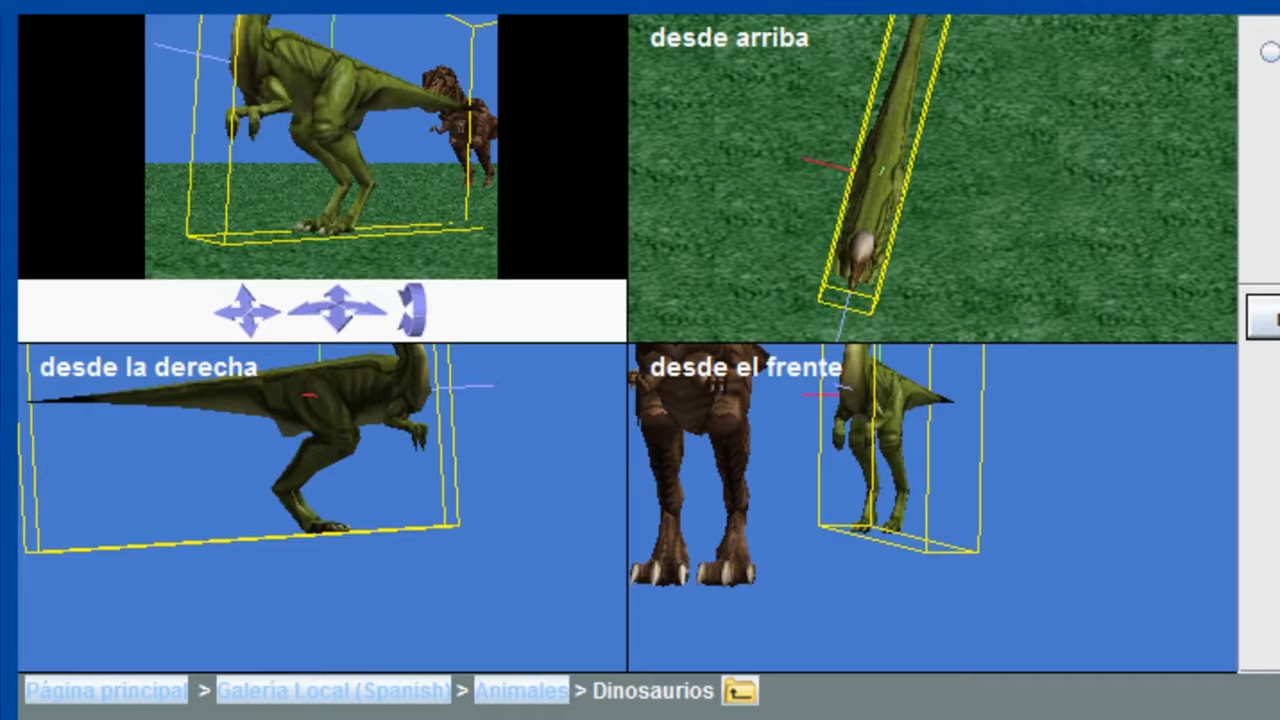 desde arriba
desde la derecha
desde el frente
Página principal > Galería Local (Spanish) > Animales > Dinosaurios